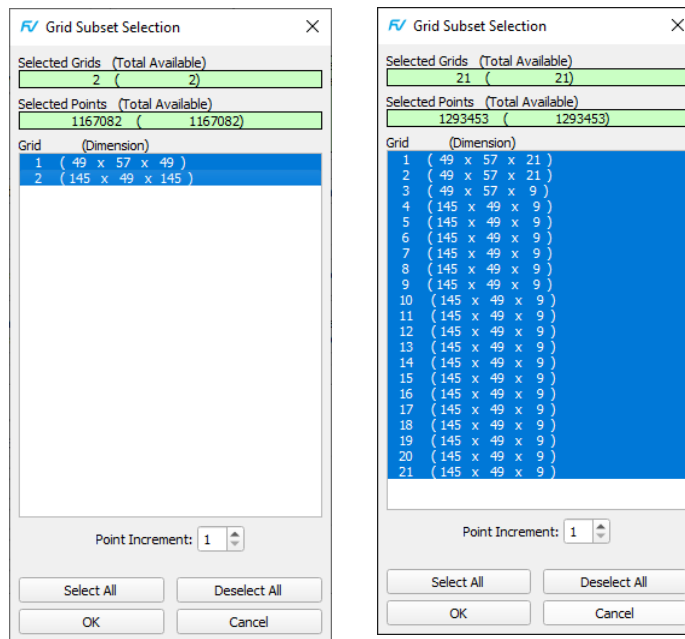 FV Grid Subset Selection
Selected Grids (Total Available)
2 ( 2)
Selected Points (Total Available)
1167082 ( 1167082)
Grid (Dimension)
1 ( 49 x 57 x 49 )
2 ( 145 x 49 x 145 )
Point Increment: 1
Select All Deselect All
OK Cancel
FV Grid Subset Selection
Selected Grids (Total Available)
21 ( 21)
Selected Points (Total Available)
1293453 ( 1293453)
Grid (Dimension)
1 ( 49 x 57 x 21 )
2 ( 49 x 57 x 21 )
3 ( 49 x 57 x 9 )
4 ( 145 x 49 x 9 )
5 ( 145 x 49 x 9 )
6 ( 145 x 49 x 9 )
7 ( 145 x 49 x 9 )
8 ( 145 x 49 x 9 )
9 ( 145 x 49 x 9 )
10 ( 145 x 49 x 9 )
11 ( 145 x 49 x 9 )
12 ( 145 x 49 x 9 )
13 ( 145 x 49 x 9 )
14 ( 145 x 49 x 9 )
15 ( 145 x 49 x 9 )
16 ( 145 x 49 x 9 )
17 ( 145 x 49 x 9 )
18 ( 145 x 49 x 9 )
19 ( 145 x 49 x 9 )
20 ( 145 x 49 x 9 )
21 ( 145 x 49 x 9 )
Point Increment: 1
Select All Deselect All
OK Cancel